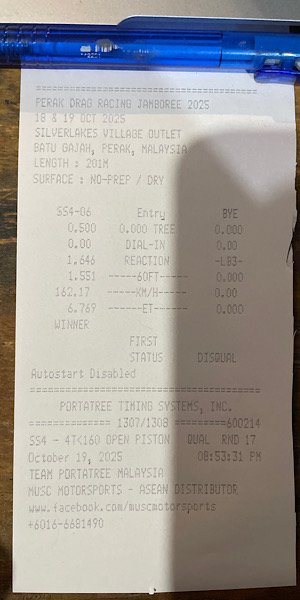 PERAK DRAG RACING JAMBOREE 2025
18 & 19 OCT 2025
SILVERLAKES VILLAGE OUTLET
BATU GAJAH, PERAK, MALAYSIA
LENGTH : 201M
SURFACE : NO-PREP / DRY
SS4-06 Entry BYE
0.500 0.000 TREE 0.000
0.00 DIAL-IN 0.00
1.646 REACTION -LB3-
1.551 ------60FT------ 0.000
162.17 ------KM/H------ 0.00
6.769 -------ET------- 0.000
WINNER
FIRST
STATUS : DISQUAL
Autostart Disabled
PORTATREE TIMING SYSTEMS, INC.
============== 1307/1308 =========600214
SS4 - 4T<160 OPEN PISTON QUAL RND 17
October 19, 2025 08:53:31 PM
TEAM PORTATREE MALAYSIA
MUSC MOTORSPORTS - ASEAN DISTRIBUTOR
www.facebook.com/muscmotorsports
+6016-6681490